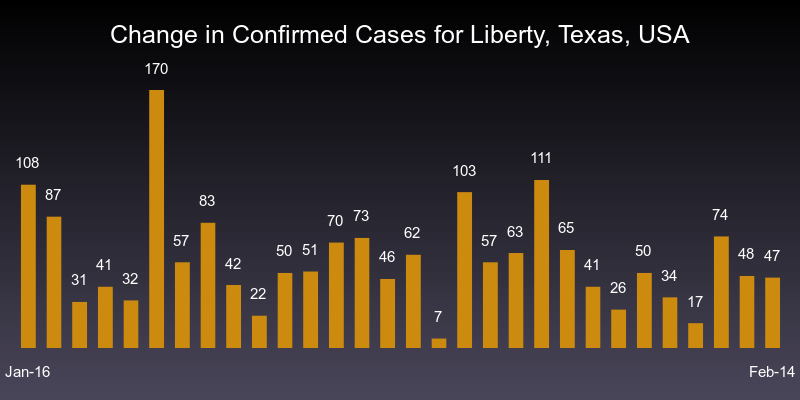 Change in Confirmed Cases for Liberty, Texas, USA
108 87 31 41 32 170 57 83 42 22 50 51 70 73 46 62 7 103 57 63 111 65 41 26 50 34 17 74 48 47
Jan-16 Feb-14